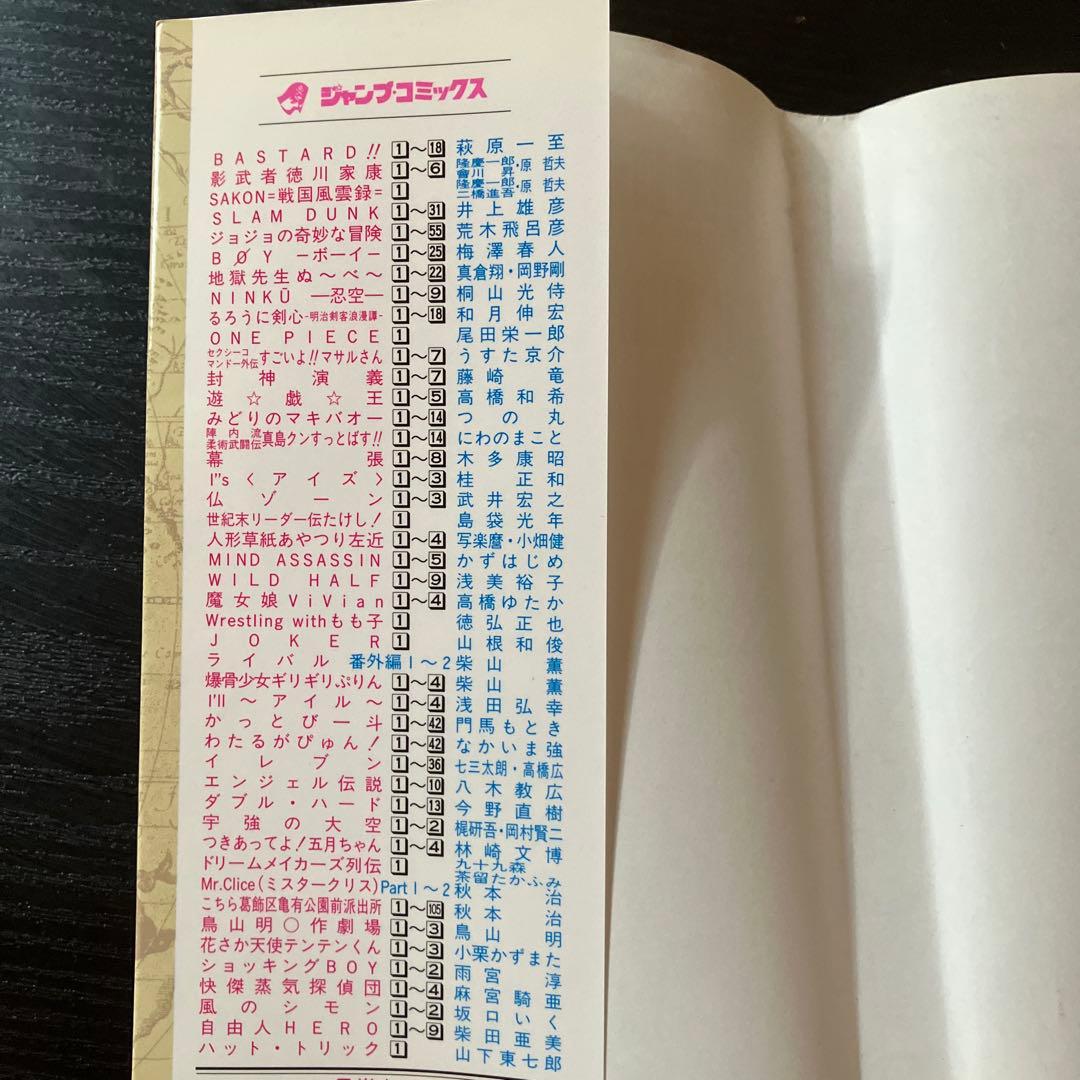 ジャンプ・コミックス
BASTARD!! 1〜18 萩原一至
影武者徳川家康 1〜6 隆慶一郎・會川 昇・原 哲夫
SAKON=戦国風雲録= 1 隆慶一郎・二橋進吾・原 哲夫
SLAM DUNK 1〜31 井上雄彦
ジョジョの奇妙な冒険 1〜55 荒木飛呂彦
BØY −ボーイ− 1〜25 梅澤春人
地獄先生ぬ〜べ〜 1〜22 真倉翔・岡野剛
NINKŪ —忍空— 1〜9 桐山光侍
るろうに剣心-明治剣客浪漫譚- 1〜18 和月伸宏
ONE PIECE 1 尾田栄一郎
セクシーコマンドー外伝すごいよ!!マサルさん 1〜7 うすた京介
封神演義 1〜7 藤崎 竜
遊☆戯☆王 1〜5 高橋和希
みどりのマキバオー 1〜14 つの丸
陣内流柔術武闘伝真島クンすっとばす!! 1〜14 にわのまこと
幕張 1〜8 木多康昭
I"s〈アイズ〉 1〜3 桂 正和
仏ゾーン 1〜3 武井宏之
世紀末リーダー伝たけし! 1 島袋光年
人形草紙あやつり左近 1〜4 写楽麿・小畑健
MIND ASSASSIN 1〜5 かずはじめ
WILD HALF 1〜9 浅美裕子
魔女娘ViVian 1〜4 高橋ゆたか
Wrestling withもも子 1 徳弘正也
JOKER 1 山根和俊
ライバル 番外編1〜2 柴山 薫
爆骨少女ギリギリぷりん 1〜4 柴山 薫
I'll 〜アイル〜 1〜4 浅田弘幸
かっとび一斗 1〜42 門馬もとき
わたるがぴゅん! 1〜42 なかいま強
イレブン 1〜36 七三太朗・高橋広
エンジェル伝説 1〜10 八木教広
ダブル・ハード 1〜13 今野直樹
宇強の大空 1〜2 梶研吾・岡村賢二
つきあってよ!五月ちゃん 1〜4 林崎文博
ドリームメイカーズ列伝 1 九十九森 茶留たかふみ
Mr.Clice(ミスタークリス) Part1〜2 秋本 治
こちら葛飾区亀有公園前派出所 1〜105 秋本 治
鳥山明○作劇場 1〜3 鳥山 明
花さか天使テンテンくん 1〜3 小栗かずまた
ショッキングBOY 1〜2 雨宮 淳
快傑蒸気探偵団 1〜4 麻宮騎亜
風のシモン 1〜2 坂口いく
自由人HERO 1〜9 柴田亜美
ハット・トリック 1 山下東七郎